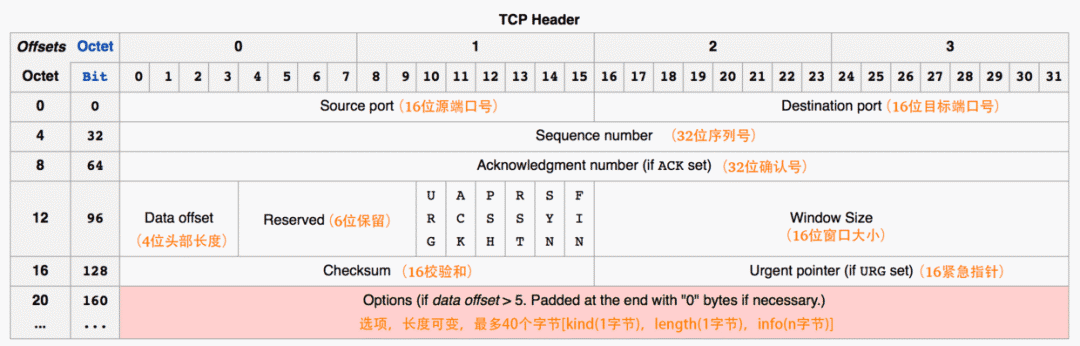 TCP Header
Offsets Octet 0 1 2 3
Octet Bit 0 1 2 3 4 5 6 7 8 9 10 11 12 13 14 15 16 17 18 19 20 21 22 23 24 25 26 27 28 29 30 31
0 0 Source port (16位源端口号) Destination port (16位目标端口号)
4 32 Sequence number (32位序列号)
8 64 Acknowledgment number (if ACK set) (32位确认号)
12 96 Data offset (4位头部长度) Reserved (6位保留) URG ACK PSH RST SYN FIN Window Size (16位窗口大小)
16 128 Checksum (16校验和) Urgent pointer (if URG set) (16紧急指针)
20 160 Options (if data offset > 5. Padded at the end with "0" bytes if necessary.)
... ... 选项，长度可变，最多40个字节[kind(1字节)，length(1字节)，info(n字节)]